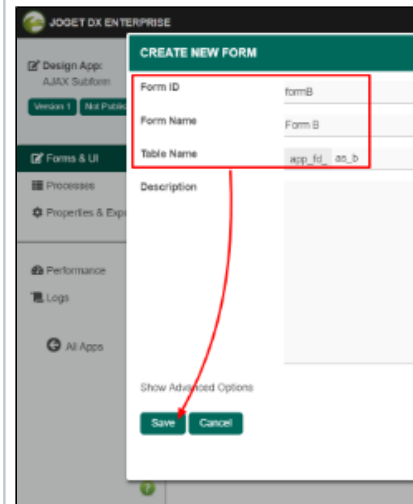 JOGET DX ENTERPRISE
Design App:
AJAX Subform
Version 1 Not Publis
CREATE NEW FORM
Form ID
formB
Form Name
Form B
Table Name
app_fd_ as_b
Description
Forms & UI
Processes
Properties & Expo
Performance
Logs
All Apps
Show Advanced Options
Save Cancel
?